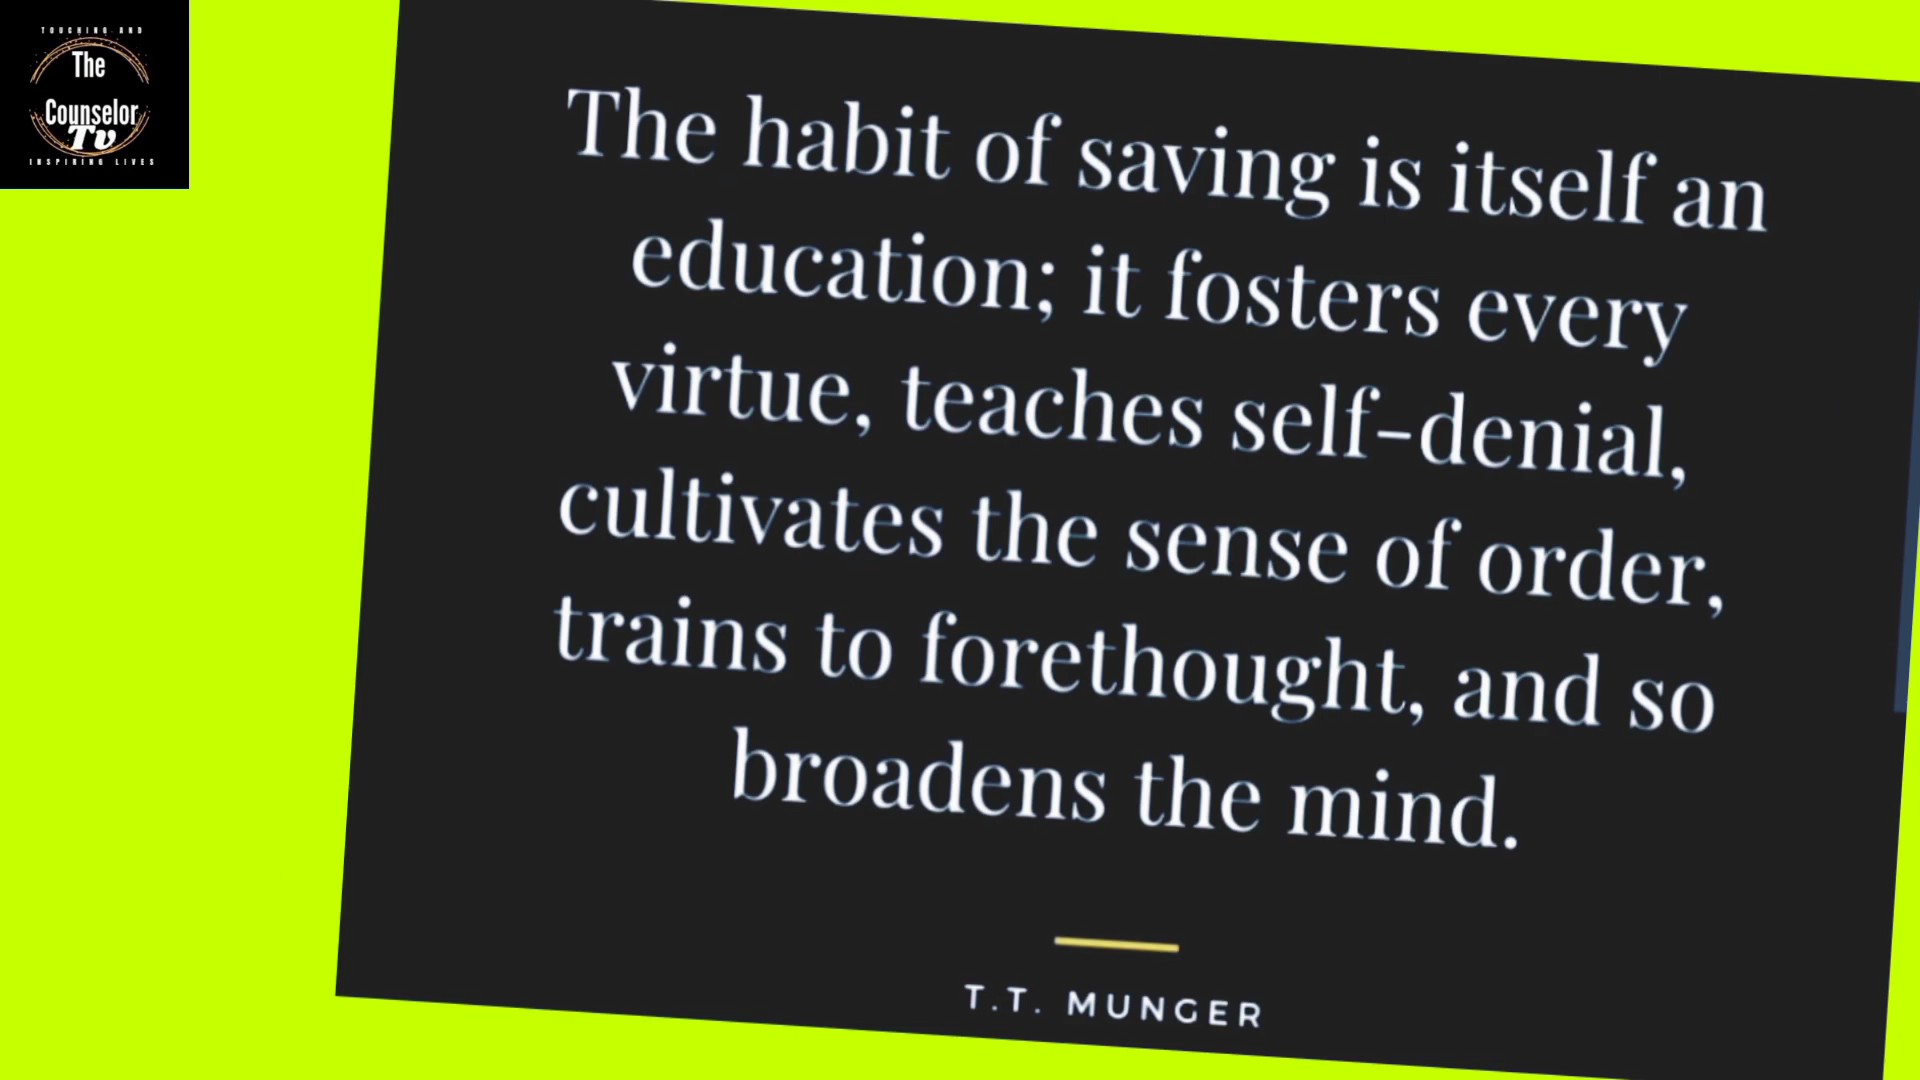 TOUCHING AND
The
Counselor
Tv
INSPIRING LIVES
The habit of saving is itself an
education; it fosters every
virtue, teaches self-denial,
cultivates the sense of order,
trains to forethought, and so
broadens the mind.
T.T. MUNGER